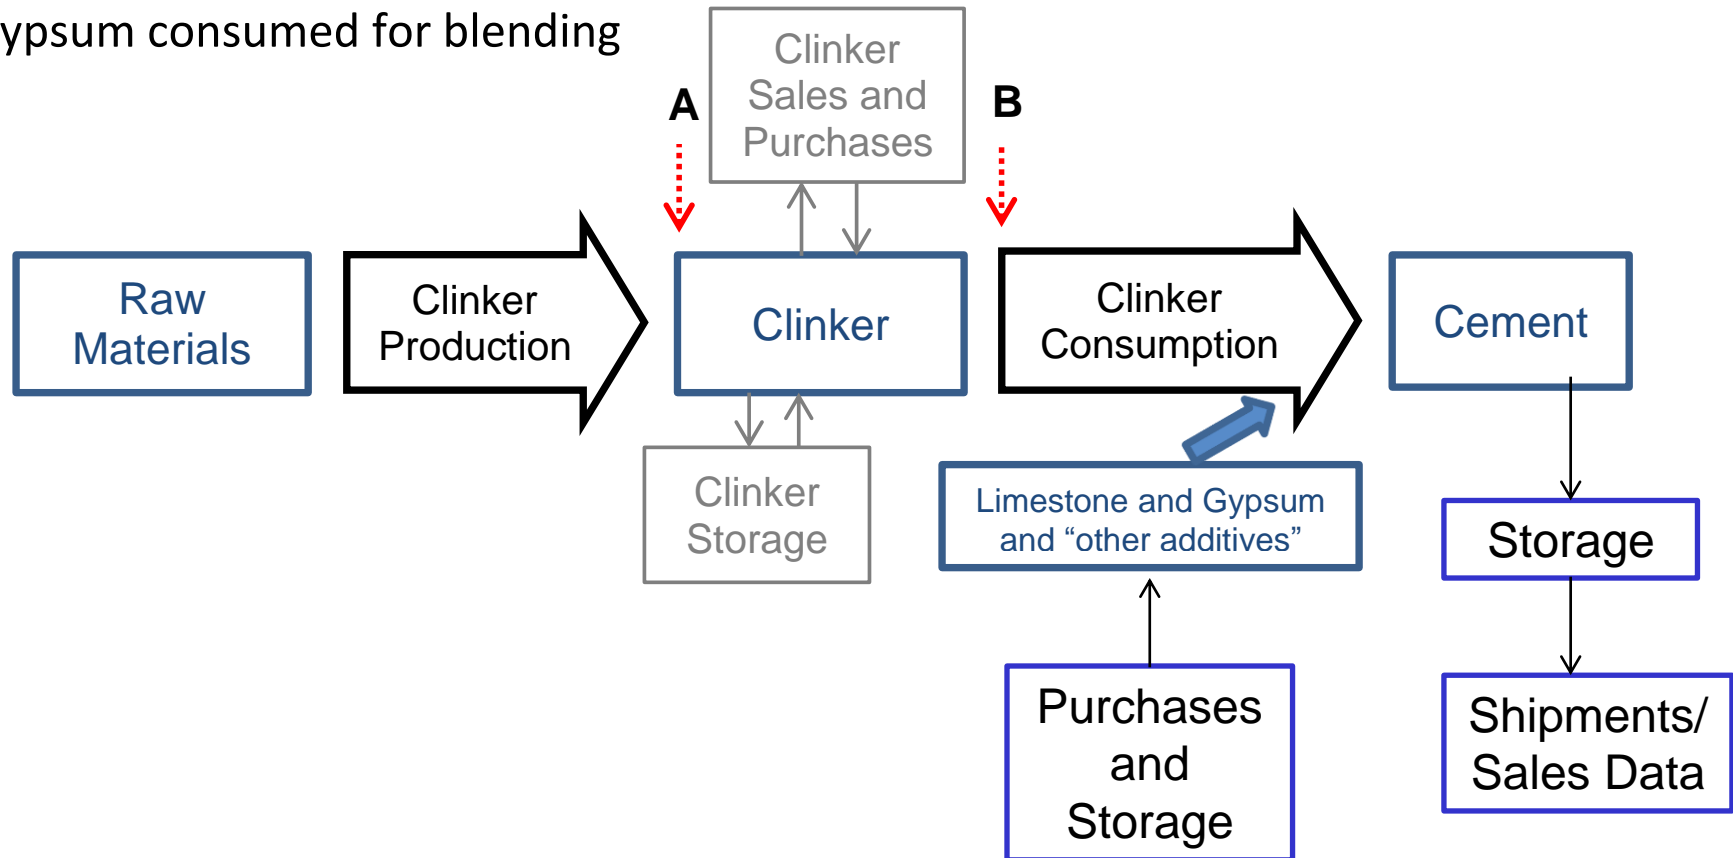 ypsum consumed for blending
Clinker
Sales and
Purchases
A
B
Raw
Materials
Clinker
Production
Clinker
Clinker
Consumption
Cement
Clinker
Storage
Limestone and Gypsum
and “other additives”
Storage
Purchases
and
Storage
Shipments/
Sales Data